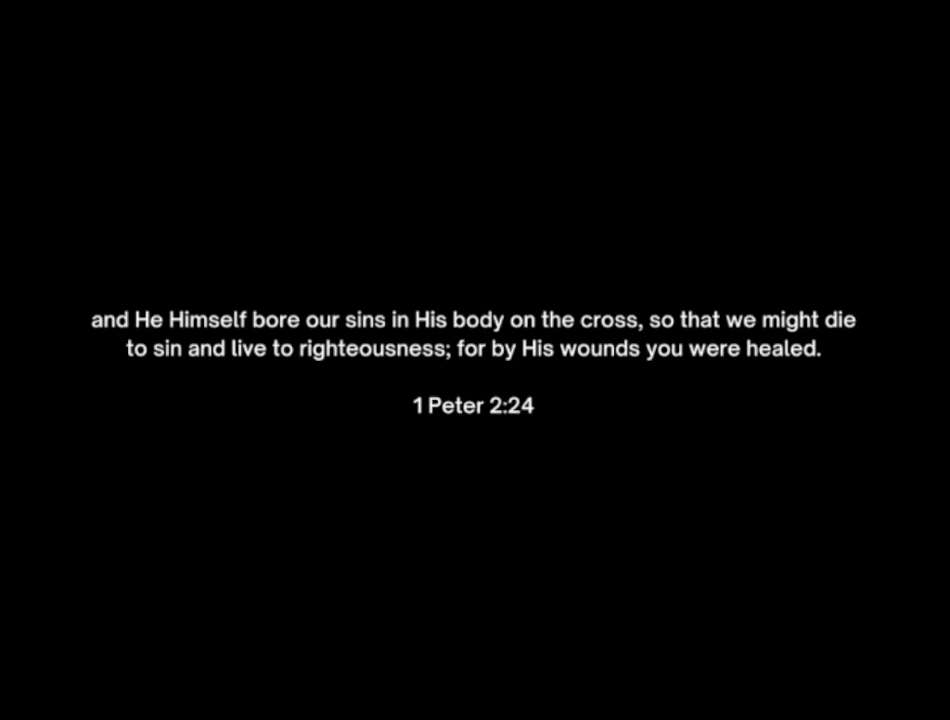 and He Himself bore our sins in His body on the cross, so that we might die
to sin and live to righteousness; for by His wounds you were healed.
1 Peter 2:24